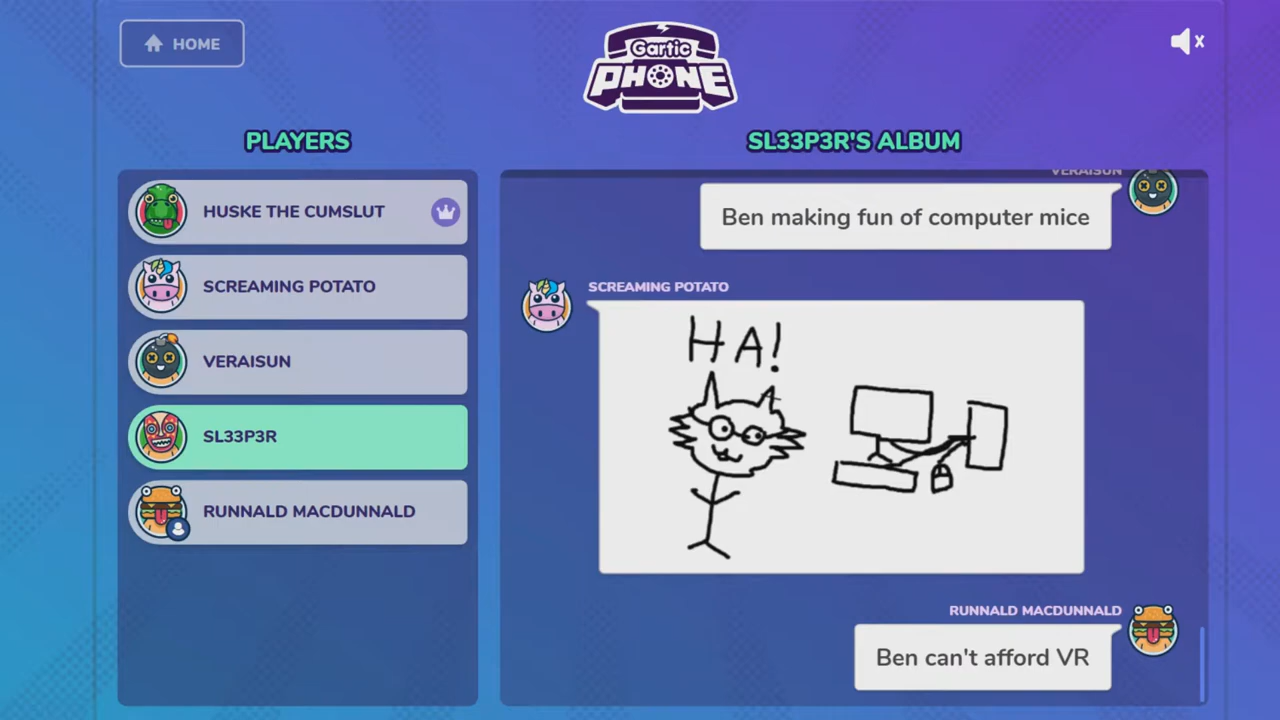 HOME
Gartic
PHONE
x
PLAYERS
HUSKE THE CUMSLUT
SCREAMING POTATO
VERAISUN
SL33P3R
RUNNALD MACDUNNALD
SL33P3R'S ALBUM
VERAISUN
Ben making fun of computer mice
SCREAMING POTATO
HA!
RUNNALD MACDUNNALD
Ben can't afford VR